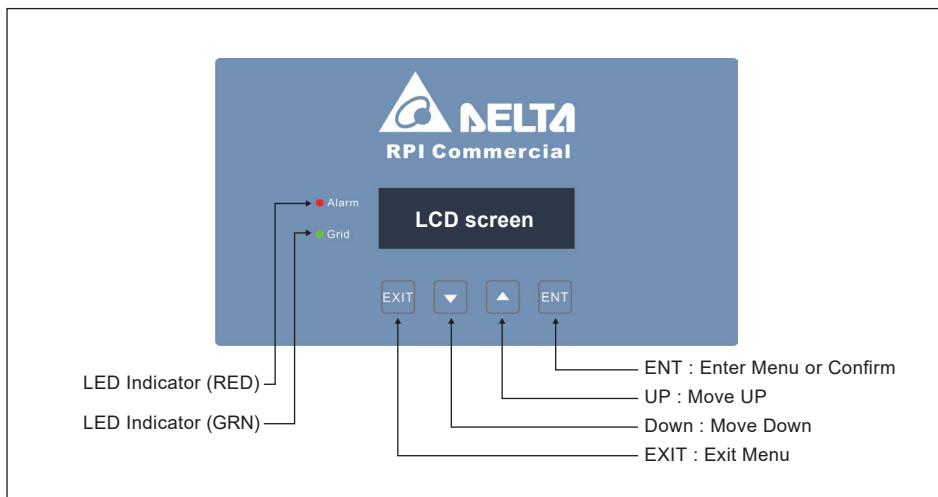 DELTA
RPI Commercial
Alarm
LCD screen
Grid
EXIT
ENT
ENT : Enter Menu or Confirm
LED Indicator (RED)
UP : Move UP
LED Indicator (GRN)
Down : Move Down
EXIT : Exit Menu